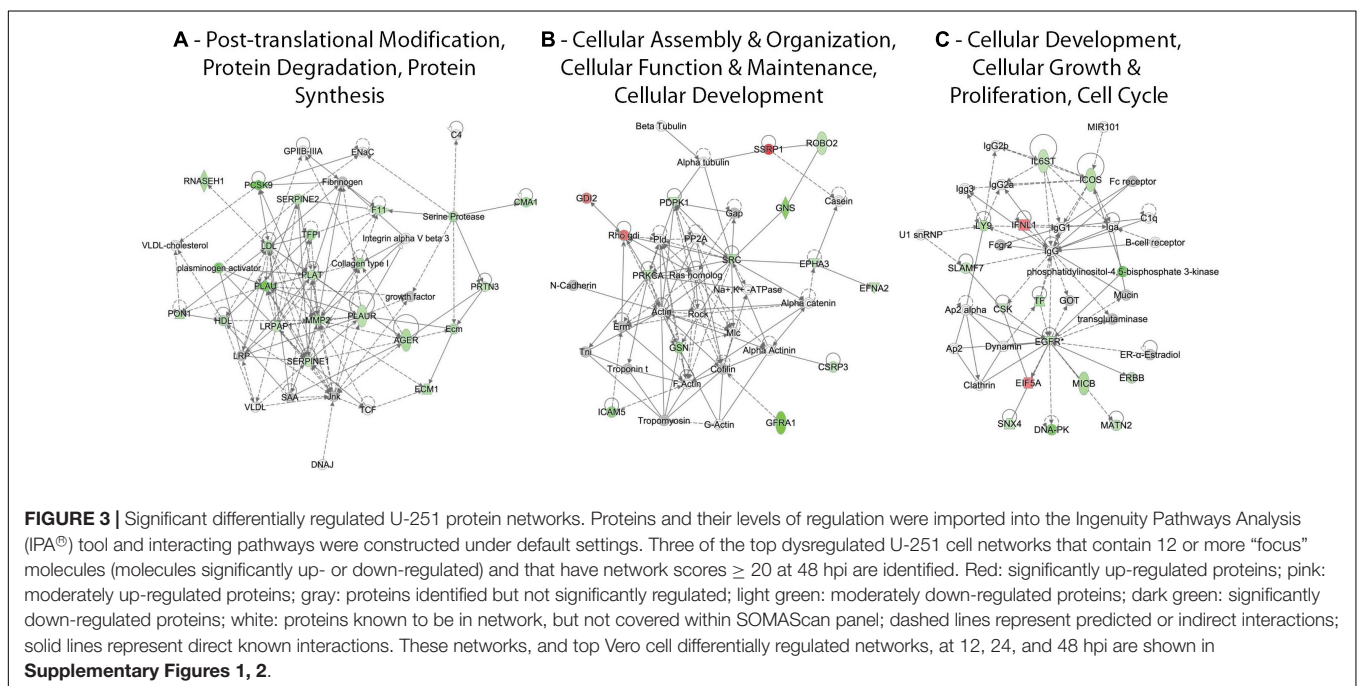 A - Post-translational Modification,
Protein Degradation, Protein
Synthesis
B - Cellular Assembly & Organization,
Cellular Function & Maintenance,
Cellular Development
C - Cellular Development,
Cellular Growth &
Proliferation, Cell Cycle
C4
GPIIB-IIIA
ENaC
RNASEH1
PCSK9
Fibrinogen
SERPINE2
F11
Serine Protease
CMA1
TFPI
Integrin alpha V beta 3
VLDL-cholesterol
LDL
plasminogen activator
PLAT
Collagen type I
PLAU
growth factor
PRTN3
PON1
HDL
LRPAP1
MMP2
PLAUR
Ecm
AGER
LRP
SERPINE1
ECM1
VLDL
SAA
Jnk
TCF
DNAJ
Beta Tubulin
SSRP1
ROBO2
Alpha tubulin
GDI2
PDPK1
Gap
GNS
Casein
Rho gdi
Pld
PP2A
SRC
PRKCA
Ras homolog
EPHA3
N-Cadherin
Na+,K+ -ATPase
EFNA2
Actin
Rock
Alpha catenin
Erm
Mlc
GSN
Alpha Actinin
Tni
Troponin t
Cofilin
CSRP3
F Actin
ICAM5
Tropomyosin
G-Actin
GFRA1
MIR101
IgG2b
IL6ST
ICOS
Fc receptor
Igg3
IgG2a
LY9
IFNL1
IgG1
Iga
C1q
U1 snRNP
Fcgr2
IgG
B-cell receptor
SLAMF7
phosphatidylinositol-4,5-bisphosphate 3-kinase
TF
GOT
Mucin
Ap2 alpha
CSK
transglutaminase
EGFR*
Ap2
Dynamin
ER-α-Estradiol
Clathrin
EIF5A
MICB
ERBB
SNX4
DNA-PK
MATN2
FIGURE 3 | Significant differentially regulated U-251 protein networks. Proteins and their levels of regulation were imported into the Ingenuity Pathways Analysis
(IPA®) tool and interacting pathways were constructed under default settings. Three of the top dysregulated U-251 cell networks that contain 12 or more “focus”
molecules (molecules significantly up- or down-regulated) and that have network scores ≥ 20 at 48 hpi are identified. Red: significantly up-regulated proteins; pink:
moderately up-regulated proteins; gray: proteins identified but not significantly regulated; light green: moderately down-regulated proteins; dark green: significantly
down-regulated proteins; white: proteins known to be in network, but not covered within SOMAScan panel; dashed lines represent predicted or indirect interactions;
solid lines represent direct known interactions. These networks, and top Vero cell differentially regulated networks, at 12, 24, and 48 hpi are shown in
Supplementary Figures 1, 2.